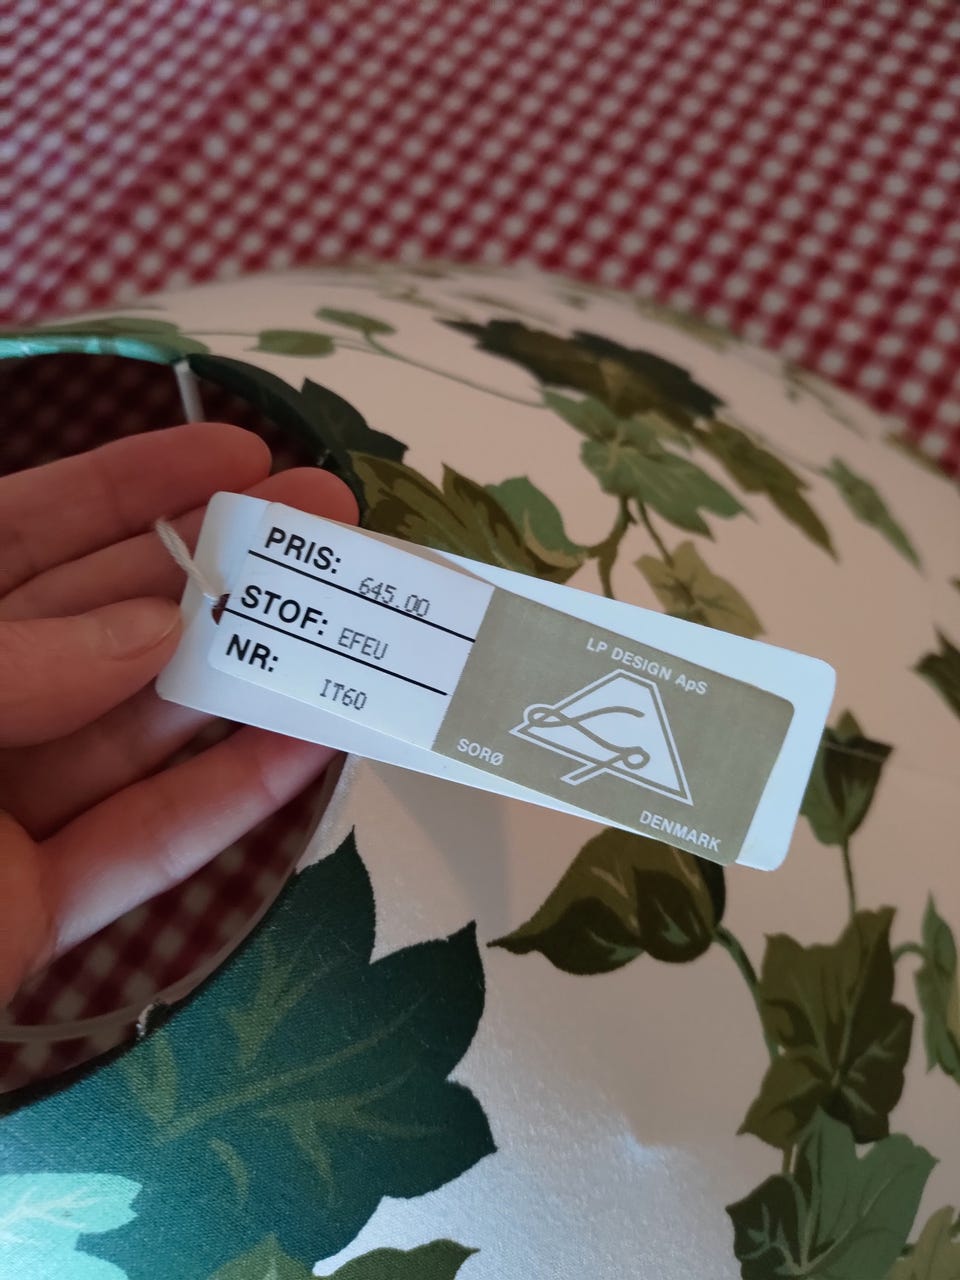 PRIS: 645.00
STOF: EFEU
NR: IT60
LP DESIGN ApS
SORØ
DENMARK